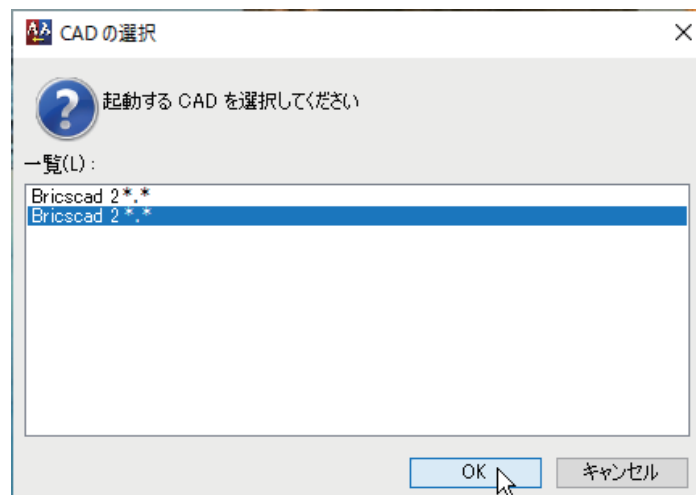 CAD の選択
起動する CAD を選択してください
一覧(L) :
Bricscad 2*.*
Bricscad 2*.*
OK
キャンセル